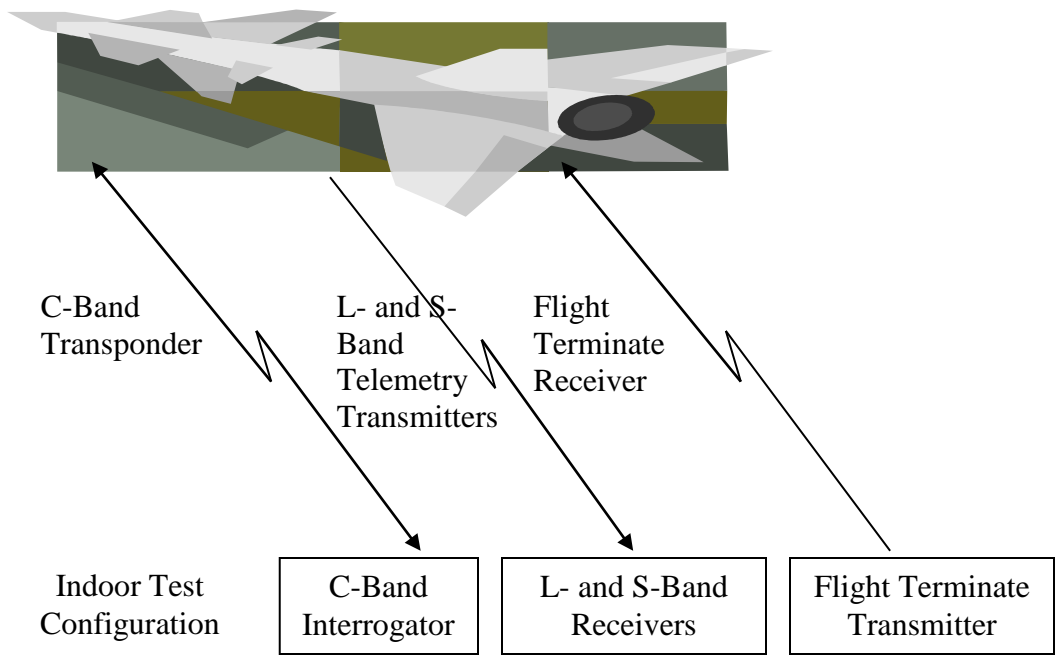 C-Band
Transponder
L- and S-
Band
Telemetry
Transmitters
Flight
Terminate
Receiver
Indoor Test
Configuration
C-Band
Interrogator
L- and S-Band
Receivers
Flight Terminate
Transmitter